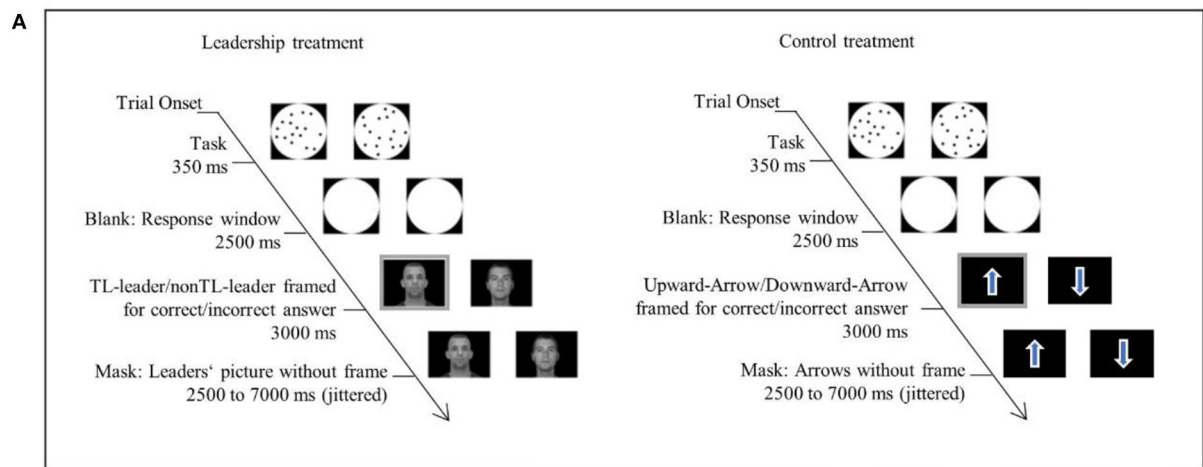 A
Leadership treatment
Trial Onset
Task
350 ms
Blank: Response window
2500 ms
TL-leader/nonTL-leader framed
for correct/incorrect answer
3000 ms
Mask: Leaders‘ picture without frame
2500 to 7000 ms (jittered)
Control treatment
Trial Onset
Task
350 ms
Blank: Response window
2500 ms
Upward-Arrow/Downward-Arrow
framed for correct/incorrect answer
3000 ms
Mask: Arrows without frame
2500 to 7000 ms (jittered)